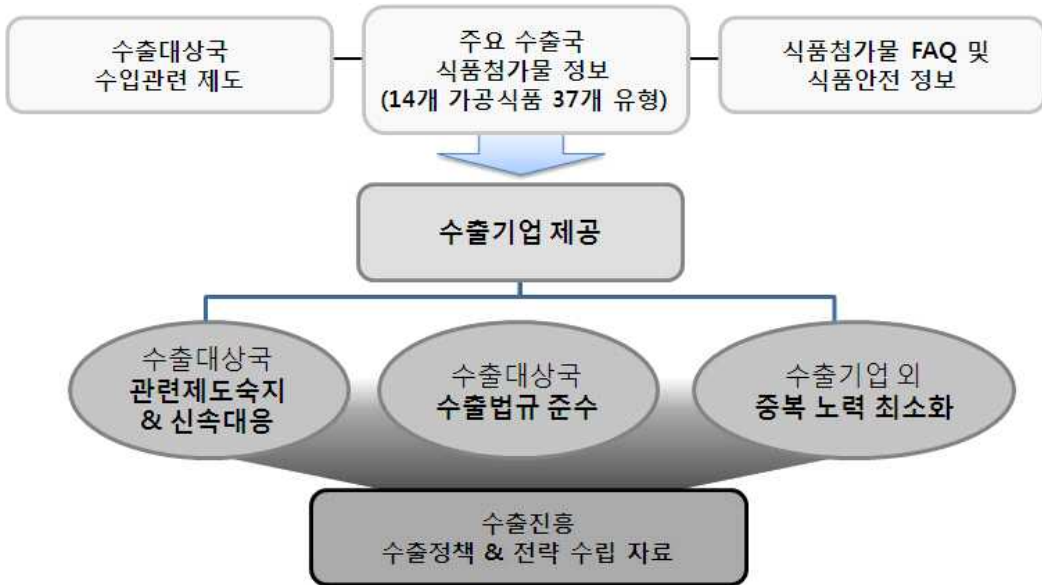 수출대상국
수입관련 제도
주요 수출국
식품첨가물 정보
(14개 가공식품 37개 유형)
식품첨가물 FAQ 및
식품안전 정보
수출기업 제공
수출대상국
관련제도숙지
& 신속대응
수출대상국
수출법규 준수
수출기업 외
중복 노력 최소화
수출진흥
수출정책 & 전략 수립 자료